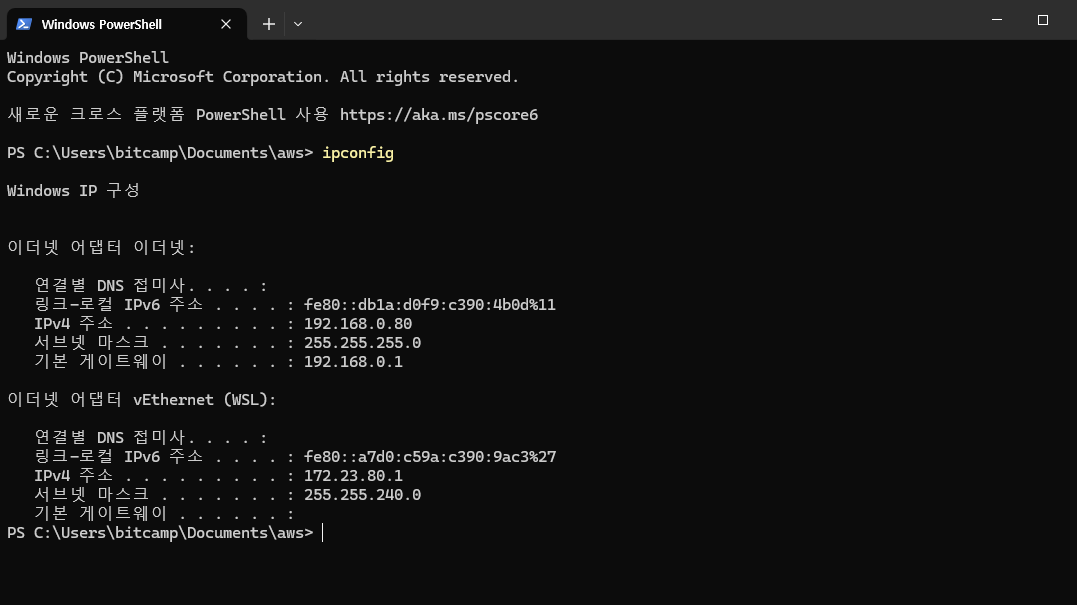 Windows PowerShell
Windows PowerShell
Copyright (C) Microsoft Corporation. All rights reserved.
새로운 크로스 플랫폼 PowerShell 사용 https://aka.ms/pscore6
PS C:\Users\bitcamp\Documents\aws> ipconfig
Windows IP 구성
이더넷 어댑터 이더넷:
연결별 DNS 접미사. . . . :
링크-로컬 IPv6 주소 . . . . : fe80::db1a:d0f9:c390:4b0d%11
IPv4 주소 . . . . . . . . . : 192.168.0.80
서브넷 마스크 . . . . . . . : 255.255.255.0
기본 게이트웨이 . . . . . . : 192.168.0.1
이더넷 어댑터 vEthernet (WSL):
연결별 DNS 접미사. . . . :
링크-로컬 IPv6 주소 . . . . : fe80::a7d0:c59a:c390:9ac3%27
IPv4 주소 . . . . . . . . . : 172.23.80.1
서브넷 마스크 . . . . . . . : 255.255.240.0
기본 게이트웨이 . . . . . . :
PS C:\Users\bitcamp\Documents\aws>